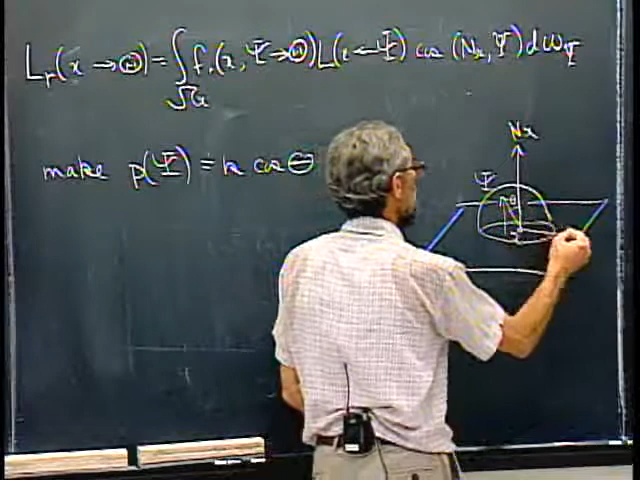 Lr(x → Θ) = ∫Ωx fr(x, Ψ→Θ) L(x ← Ψ) cos (Nx, Ψ) dωΨ
make p(Ψ) = k cos θ
Nx
Ψ
θ